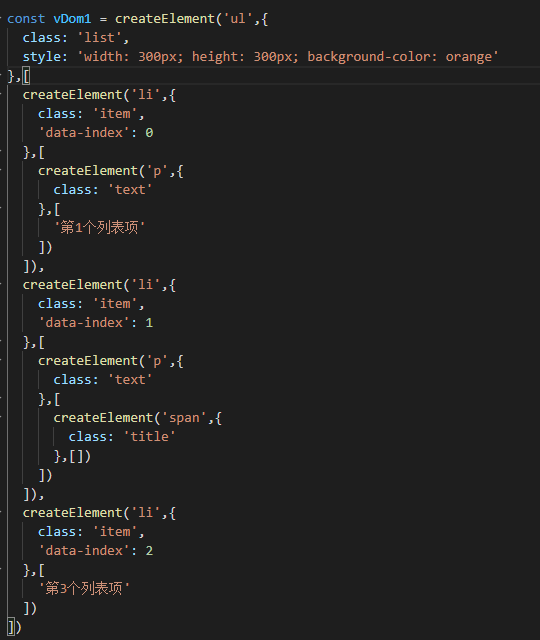 const vDom1 = createElement('ul',{
  class: 'list',
  style: 'width: 300px; height: 300px; background-color: orange'
},[
  createElement('li',{
    class: 'item',
    'data-index': 0
  },[
    createElement('p',{
      class: 'text'
    },[
      '第1个列表项'
    ])
  ]),
  createElement('li',{
    class: 'item',
    'data-index': 1
  },[
    createElement('p',{
      class: 'text'
    },[
      createElement('span',{
        class: 'title'
      },[])
    ])
  ]),
  createElement('li',{
    class: 'item',
    'data-index': 2
  },[
    '第3个列表项'
  ])
])